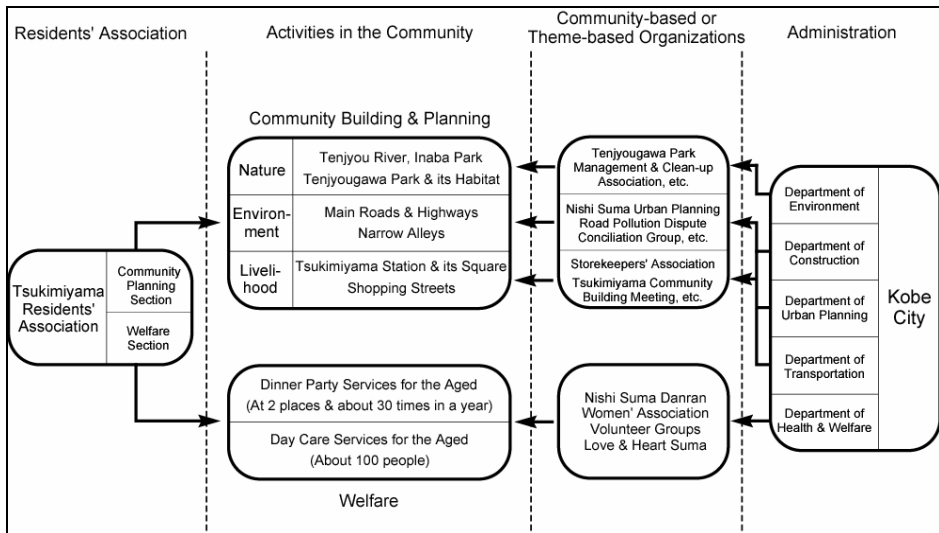 Residents' Association
Activities in the Community
Community-based or
Theme-based Organizations
Administration
Tsukimiyama
Residents'
Association
Community
Planning
Section
Welfare
Section
Community Building & Planning
Nature
Tenjyou River, Inaba Park
Tenjyougawa Park & its Habitat
Environ-
ment
Main Roads & Highways
Narrow Alleys
Liveli-
hood
Tsukimiyama Station & its Square
Shopping Streets
Dinner Party Services for the Aged
(At 2 places & about 30 times in a year)
Day Care Services for the Aged
(About 100 people)
Welfare
Tenjyougawa Park
Management & Clean-up
Association, etc.
Nishi Suma Urban Planning
Road Pollution Dispute
Conciliation Group, etc.
Storekeepers' Association
Tsukimiyama Community
Building Meeting, etc.
Nishi Suma Danran
Women' Association
Volunteer Groups
Love & Heart Suma
Department of
Environment
Department of
Construction
Department of
Urban Planning
Department of
Transportation
Department of
Health & Welfare
Kobe
City